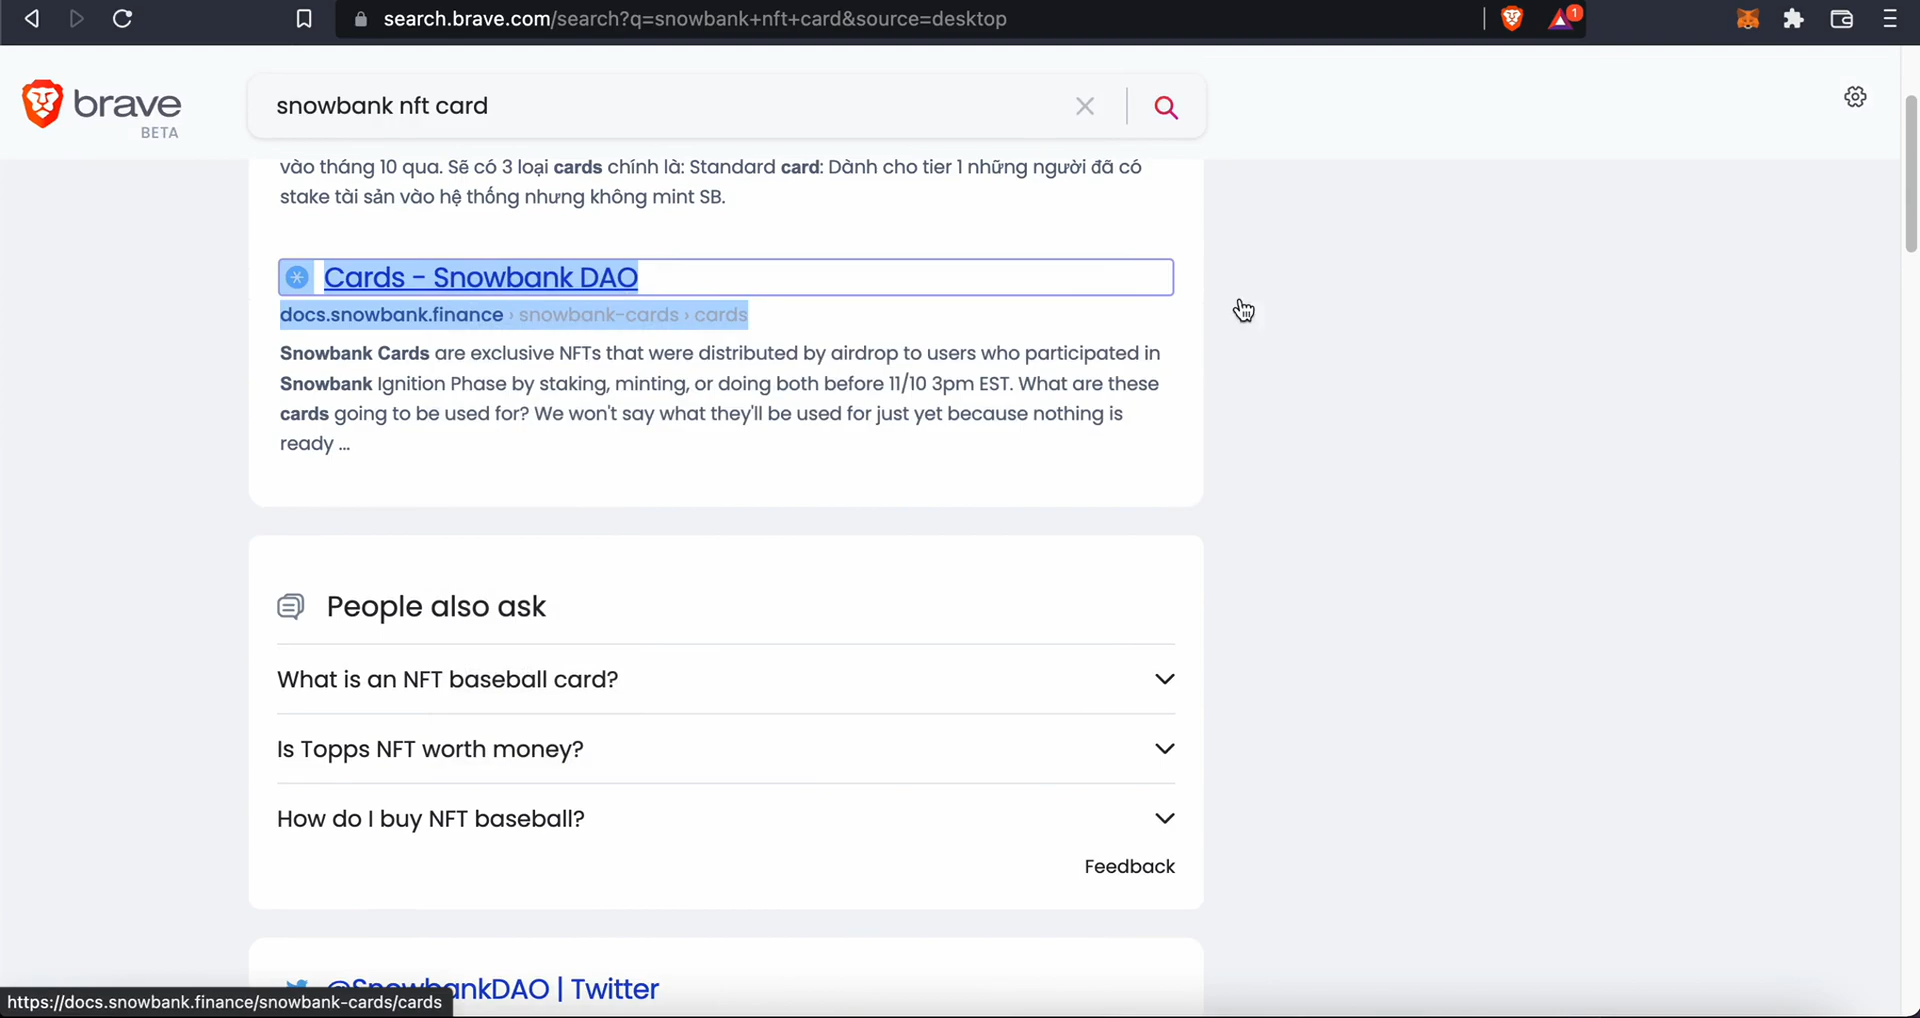 search.brave.com/search?q=snowbank+nft+card&source=desktop
1
brave
BETA
snowbank nft card
vào tháng 10 qua. Sẽ có 3 loại cards chính là: Standard card: Dành cho tier 1 những người đã có
stake tài sản vào hệ thống nhưng không mint SB.
Cards - Snowbank DAO
docs.snowbank.finance › snowbank-cards › cards
Snowbank Cards are exclusive NFTs that were distributed by airdrop to users who participated in
Snowbank Ignition Phase by staking, minting, or doing both before 11/10 3pm EST. What are these
cards going to be used for? We won't say what they'll be used for just yet because nothing is
ready ...
People also ask
What is an NFT baseball card?
Is Topps NFT worth money?
How do I buy NFT baseball?
Feedback
@SnowbankDAO | Twitter
https://docs.snowbank.finance/snowbank-cards/cards